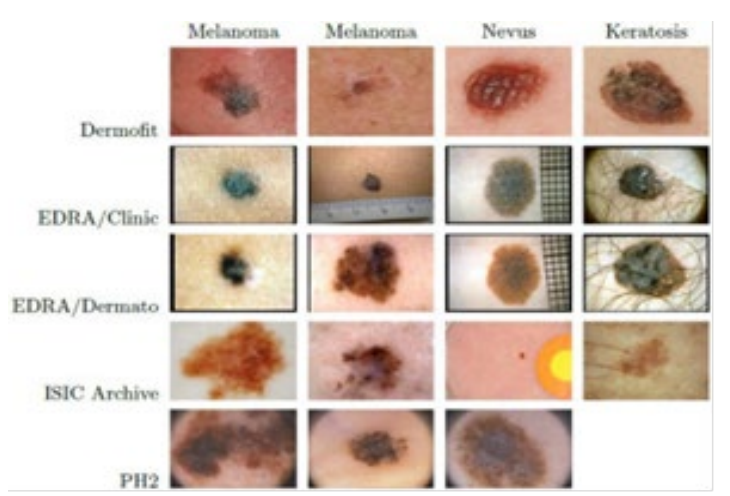 Melanoma Melanoma Nevus Keratosis
Dermofit
EDRA/Clinic
EDRA/Dermato
ISIC Archive
PH2